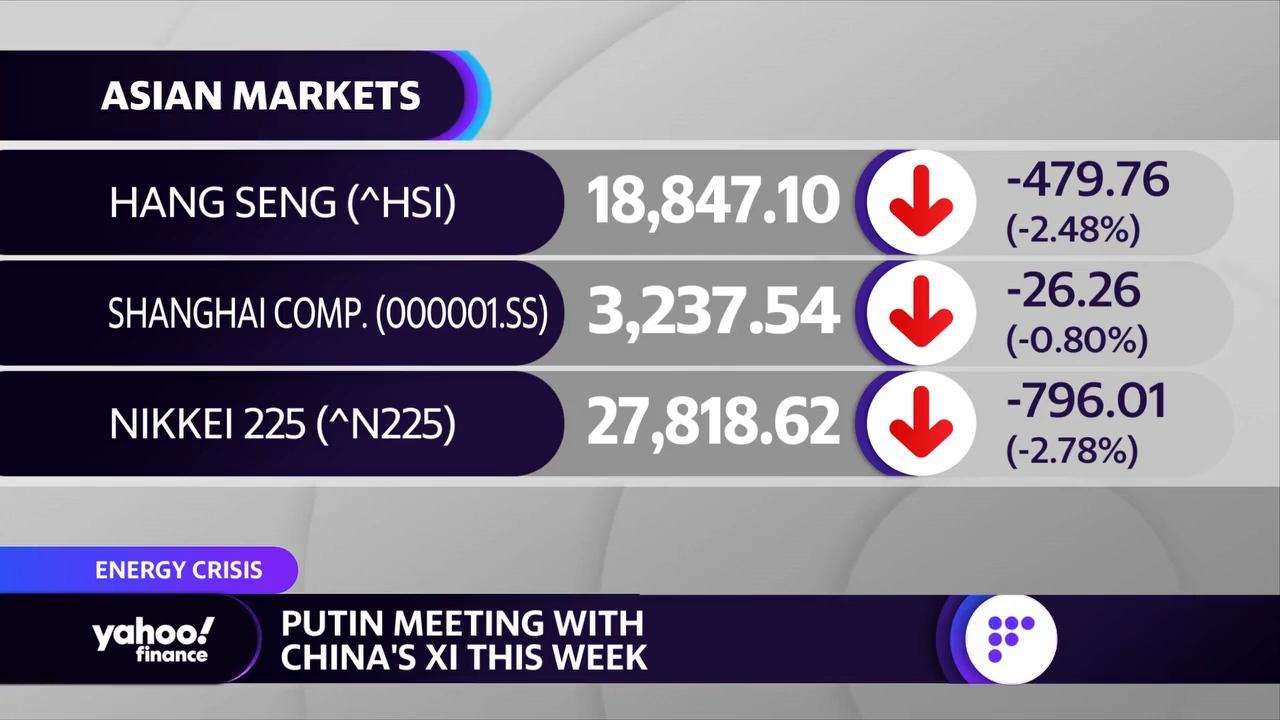 ASIAN MARKETS
HANG SENG (^HSI) 18,847.10 -479.76
(-2.48%)
SHANGHAI COMP. (000001.SS) 3,237.54 -26.26
(-0.80%)
NIKKEI 225 (^N225) 27,818.62 -796.01
(-2.78%)
ENERGY CRISIS
yahoo!
finance
PUTIN MEETING WITH
CHINA'S XI THIS WEEK